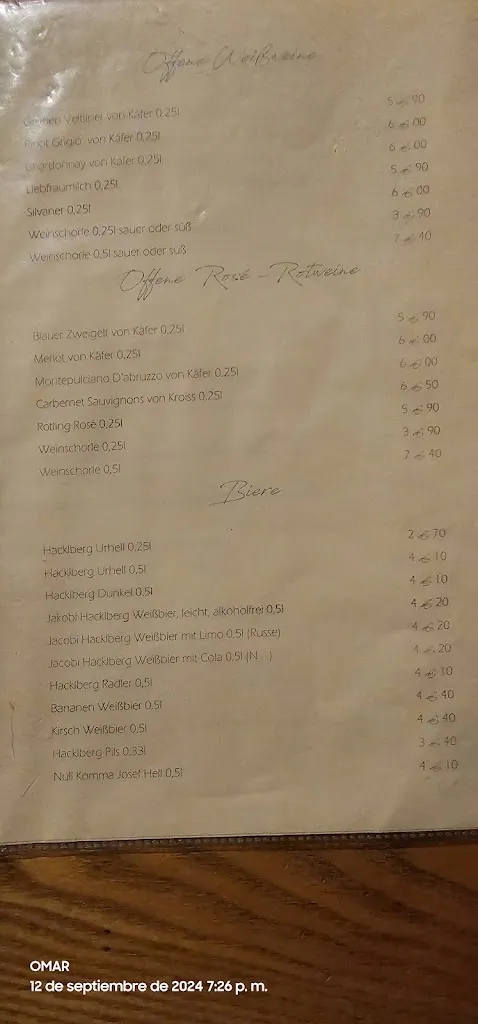 Offene Weißweine
Grüner Veltliner von Käfer 0,25l 5 € 90
Pinot Grigio von Käfer 0,25l 6 € 00
Chardonnay von Käfer 0,25l 6 € 00
Liebfraumilch 0,25l 5 € 90
Silvaner 0,25l 6 € 00
Weinschorle 0,25l sauer oder süß 3 € 90
Weinschorle 0,5l sauer oder süß 7 € 40
Offene Rosé - Rotweine
Blauer Zweigelt von Käfer 0,25l 5 € 90
Merlot von Käfer 0,25l 6 € 00
Montepulciano D'abruzzo von Käfer 0,25l 6 € 00
Carbernet Sauvignons von Kroiss 0,25l 6 € 50
Rotling Rosé 0,25l 5 € 90
Weinschorle 0,25l 3 € 90
Weinschorle 0,5l 7 € 40
Biere
Hacklberg Urhell 0,25l 2 € 70
Hacklberg Urhell 0,5l 4 € 10
Hacklberg Dunkel 0,5l 4 € 10
Jakobi Hacklberg Weißbier, leicht, alkoholfrei 0,5l 4 € 20
Jacobi Hacklberg Weißbier mit Limo 0,5l (Russe) 4 € 20
Jacobi Hacklberg Weißbier mit Cola 0,5l (N...) 4 € 20
Hacklberg Radler 0,5l 4 € 10
Bananen Weißbier 0,5l 4 € 40
Kirsch Weißbier 0,5l 4 € 40
Hacklberg Pils 0,33l 3 € 40
Null Komma Josef Hell 0,5l 4 € 10
OMAR
12 de septiembre de 2024 7:26 p. m.